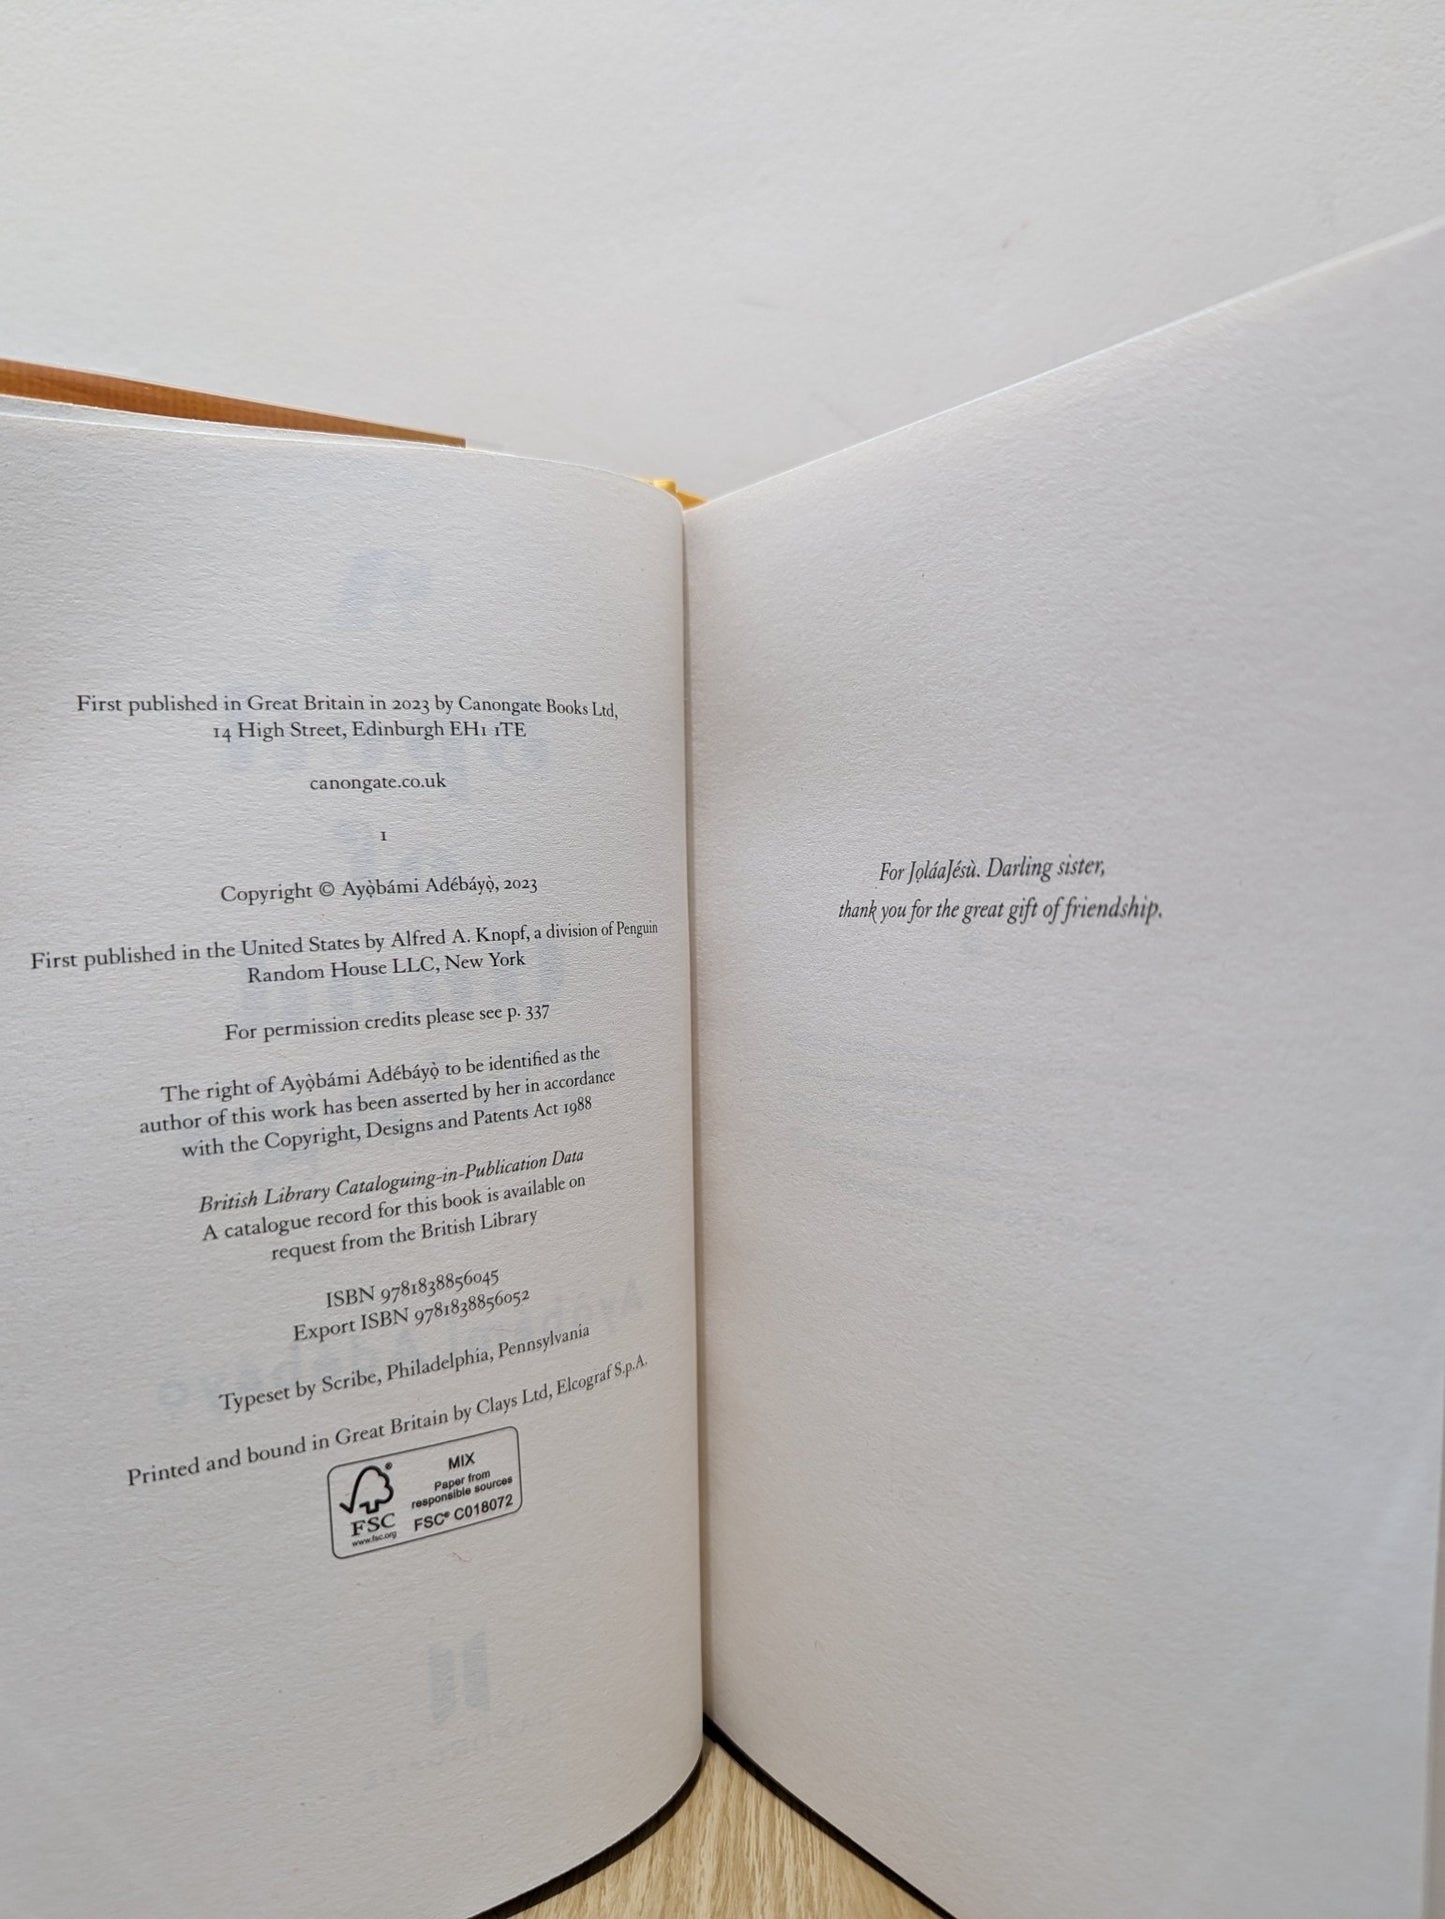 First published in Great Britain in 2023 by Canongate Books Ltd,
14 High Street, Edinburgh EH1 1TE
canongate.co.uk
1
Copyright © Ayọ̀bámi Adébáyọ̀, 2023
First published in the United States by Alfred A. Knopf, a division of Penguin
Random House LLC, New York
For permission credits please see p. 337
The right of Ayọ̀bámi Adébáyọ̀ to be identified as the
author of this work has been asserted by her in accordance
with the Copyright, Designs and Patents Act 1988
British Library Cataloguing-in-Publication Data
A catalogue record for this book is available on
request from the British Library
ISBN 9781838856045
Export ISBN 9781838856052
Typeset by Scribe, Philadelphia, Pennsylvania
Printed and bound in Great Britain by Clays Ltd, Elcograf S.p.A.
FSC®
www.fsc.org
MIX
Paper from
responsible sources
FSC® C018072
For JọláaJésù. Darling sister,
thank you for the great gift of friendship.